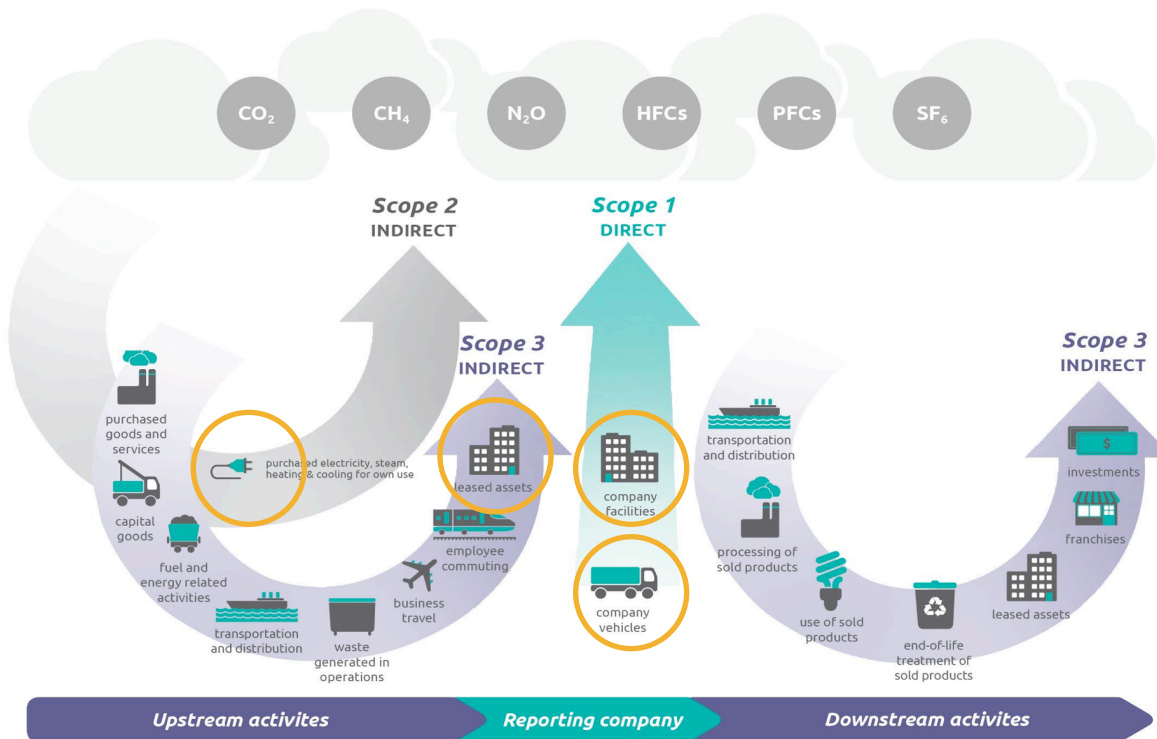 CO₂
CH₄
N₂O
HFCs
PFCs
SF₆
Scope 2
INDIRECT
Scope 1
DIRECT
Scope 3
INDIRECT
Scope 3
INDIRECT
purchased
goods and
services
capital
goods
fuel and
energy related
activities
purchased electricity, steam,
heating & cooling for own use
transportation
and distribution
waste
generated in
operations
business
travel
employee
commuting
leased assets
company
facilities
company
vehicles
transportation
and distribution
processing of
sold products
use of sold
products
end-of-life
treatment of
sold products
leased assets
franchises
$
investments
Upstream activites
Reporting company
Downstream activites